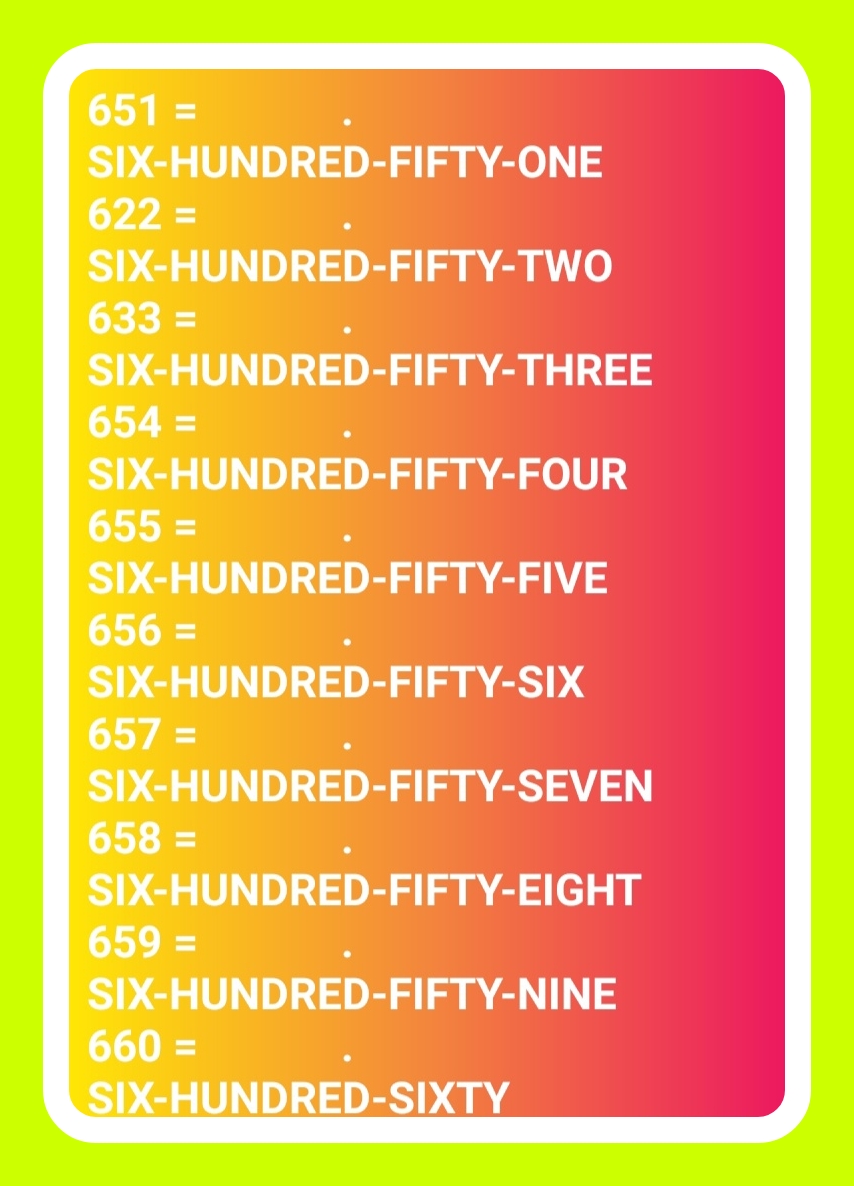 651 = .
SIX-HUNDRED-FIFTY-ONE
622 = .
SIX-HUNDRED-FIFTY-TWO
633 = .
SIX-HUNDRED-FIFTY-THREE
654 = .
SIX-HUNDRED-FIFTY-FOUR
655 = .
SIX-HUNDRED-FIFTY-FIVE
656 = .
SIX-HUNDRED-FIFTY-SIX
657 = .
SIX-HUNDRED-FIFTY-SEVEN
658 = .
SIX-HUNDRED-FIFTY-EIGHT
659 = .
SIX-HUNDRED-FIFTY-NINE
660 = .
SIX-HUNDRED-SIXTY